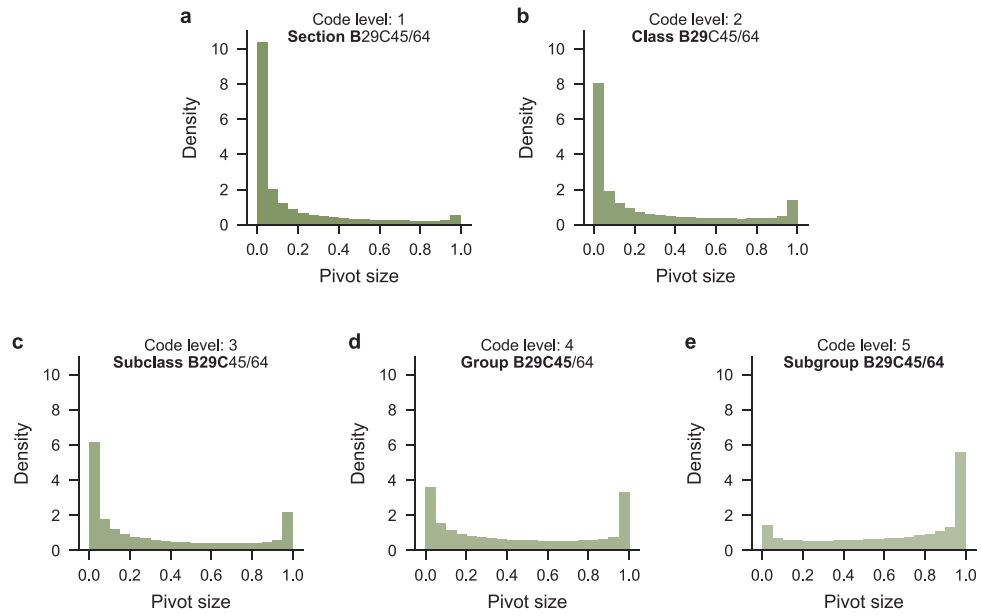 a
Code level: 1
Section B29C45/64
10
8
6
4
2
0
Density
0.0 0.2 0.4 0.6 0.8 1.0
Pivot size
b
Code level: 2
Class B29C45/64
10
8
6
4
2
0
Density
0.0 0.2 0.4 0.6 0.8 1.0
Pivot size
c
Code level: 3
Subclass B29C45/64
10
8
6
4
2
0
Density
0.0 0.2 0.4 0.6 0.8 1.0
Pivot size
d
Code level: 4
Group B29C45/64
10
8
6
4
2
0
Density
0.0 0.2 0.4 0.6 0.8 1.0
Pivot size
e
Code level: 5
Subgroup B29C45/64
10
8
6
4
2
0
Density
0.0 0.2 0.4 0.6 0.8 1.0
Pivot size